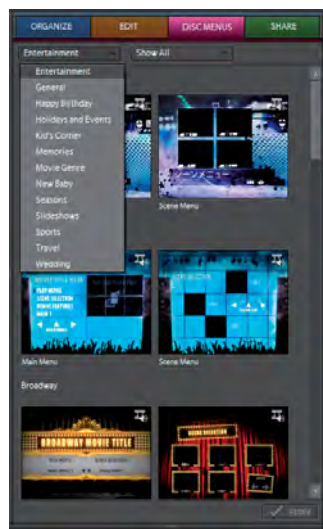 ORGANIZE EDIT DISC MENUS SHARE
Entertainment Show All
Entertainment
General
Happy Birthday
Holidays and Events
Kid's Corner
Memories
Movie Genre
New Baby
Seasons
Slideshows
Sports
Travel
Wedding
Scene Menu
PLAY MOVIE
SCENE SELECTION
Main Menu Scene Menu
Broadway
BROADWAY MOVIE TITLE
SCENE SELECTION